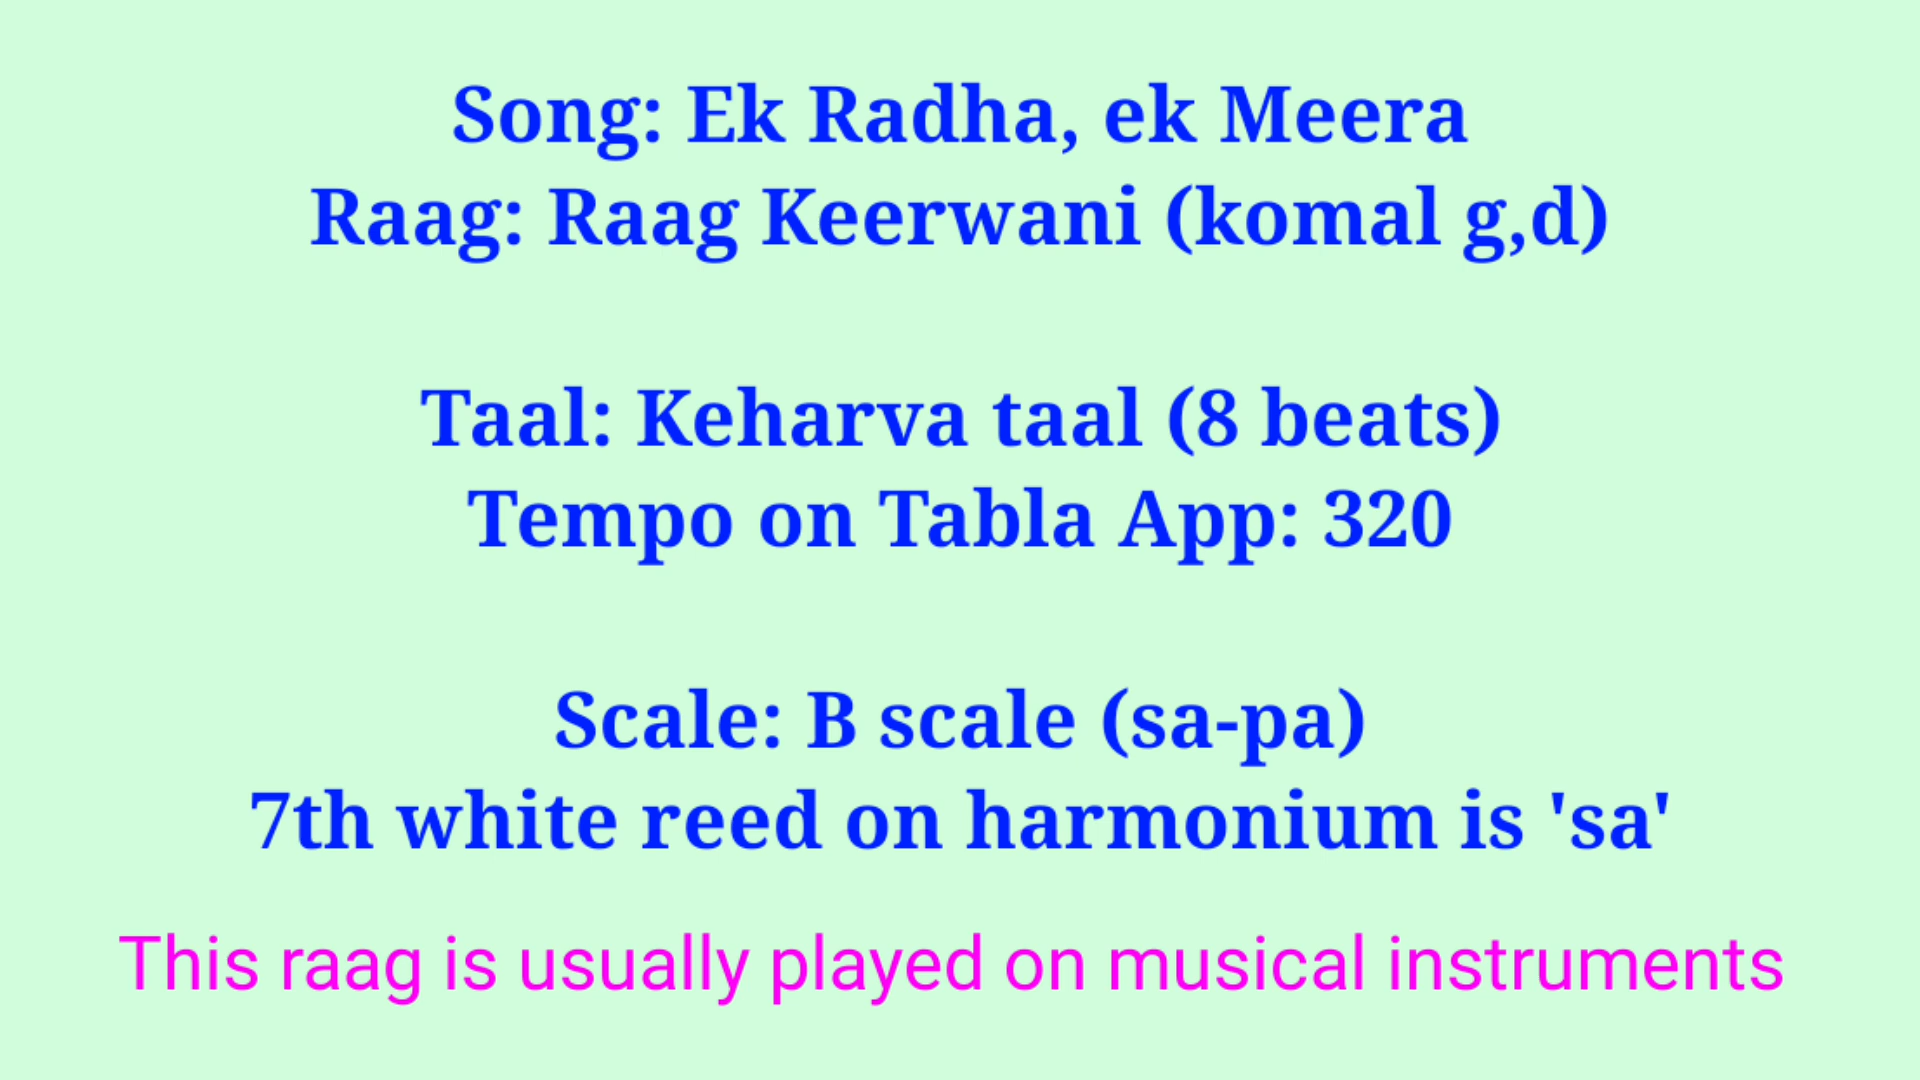 Song: Ek Radha, ek Meera
Raag: Raag Keerwani (komal g,d)
Taal: Keharva taal (8 beats)
Tempo on Tabla App: 320
Scale: B scale (sa-pa)
7th white reed on harmonium is 'sa'
This raag is usually played on musical instruments